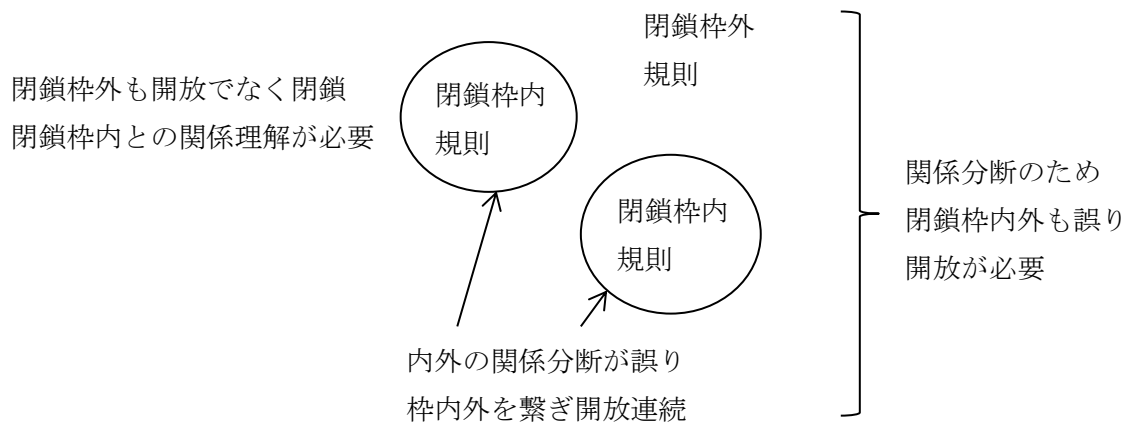 閉鎖枠外
規則
閉鎖枠外も開放でなく閉鎖
閉鎖枠内との関係理解が必要
閉鎖枠内
規則
閉鎖枠内
規則
関係分断のため
閉鎖枠内外も誤り
開放が必要
内外の関係分断が誤り
枠内外を繋ぎ開放連続